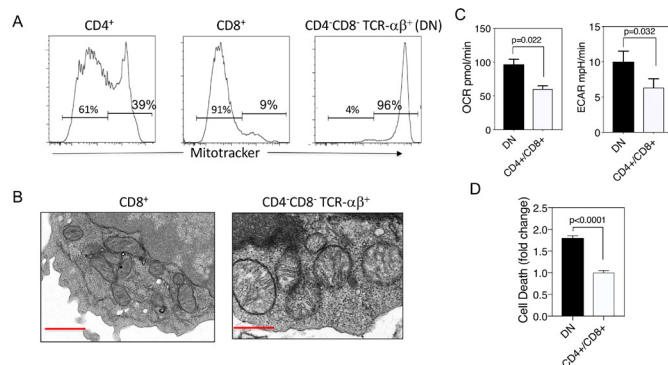 A
CD4⁺
CD8⁺
CD4⁻CD8⁻ TCR-αβ⁺ (DN)
61%
39%
91%
9%
4%
96%
Mitotracker
B
CD8⁺
CD4⁻CD8⁻ TCR-αβ⁺
C
p=0.022
OCR pmol/min
150
100
50
0
DN
CD4+/CD8+
p=0.032
ECAR mpH/min
15
10
5
0
DN
CD4+/CD8+
D
p<0.0001
Cell Death (fold change)
2.5
2.0
1.5
1.0
0.5
0.0
DN
CD4+/CD8+